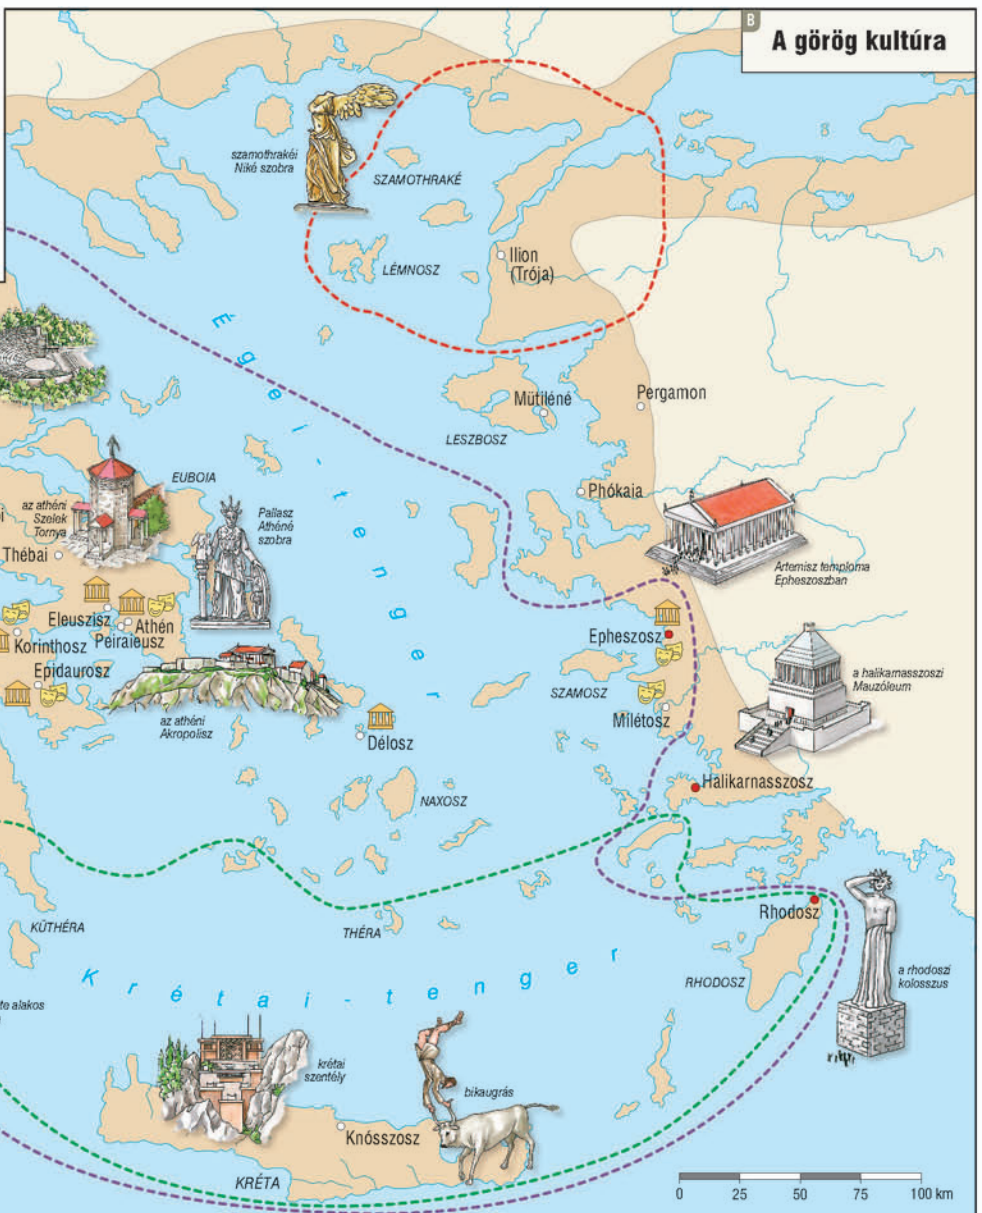 B
A görög kultúra
szamothrakéi
Niké szobra
SZAMOTHRAKÉ
LÉMNOSZ
Ilion
(Trója)
Égei-tenger
Mütiléné
Pergamon
LESZBOSZ
Phókaia
EUBOIA
az athéni
Szelek
Tornya
Pallasz
Athéné
szobra
Thébai
Artemisz temploma
Epheszoszban
Eleuszisz
Athén
Peiraieusz
Korinthosz
Epidaurosz
Epheszosz
SZAMOSZ
Milétosz
a halikarnasszoszi
Mauzóleum
az athéni
Akropolisz
Délosz
Halikarnasszosz
NAXOSZ
KÜTHÉRA
THÉRA
Rhodosz
RHODOSZ
a rhodoszi
kolosszus
Krétai-tenger
te alakos
krétai
szentély
bikaugrás
Knósszosz
KRÉTA
0 25 50 75 100 km